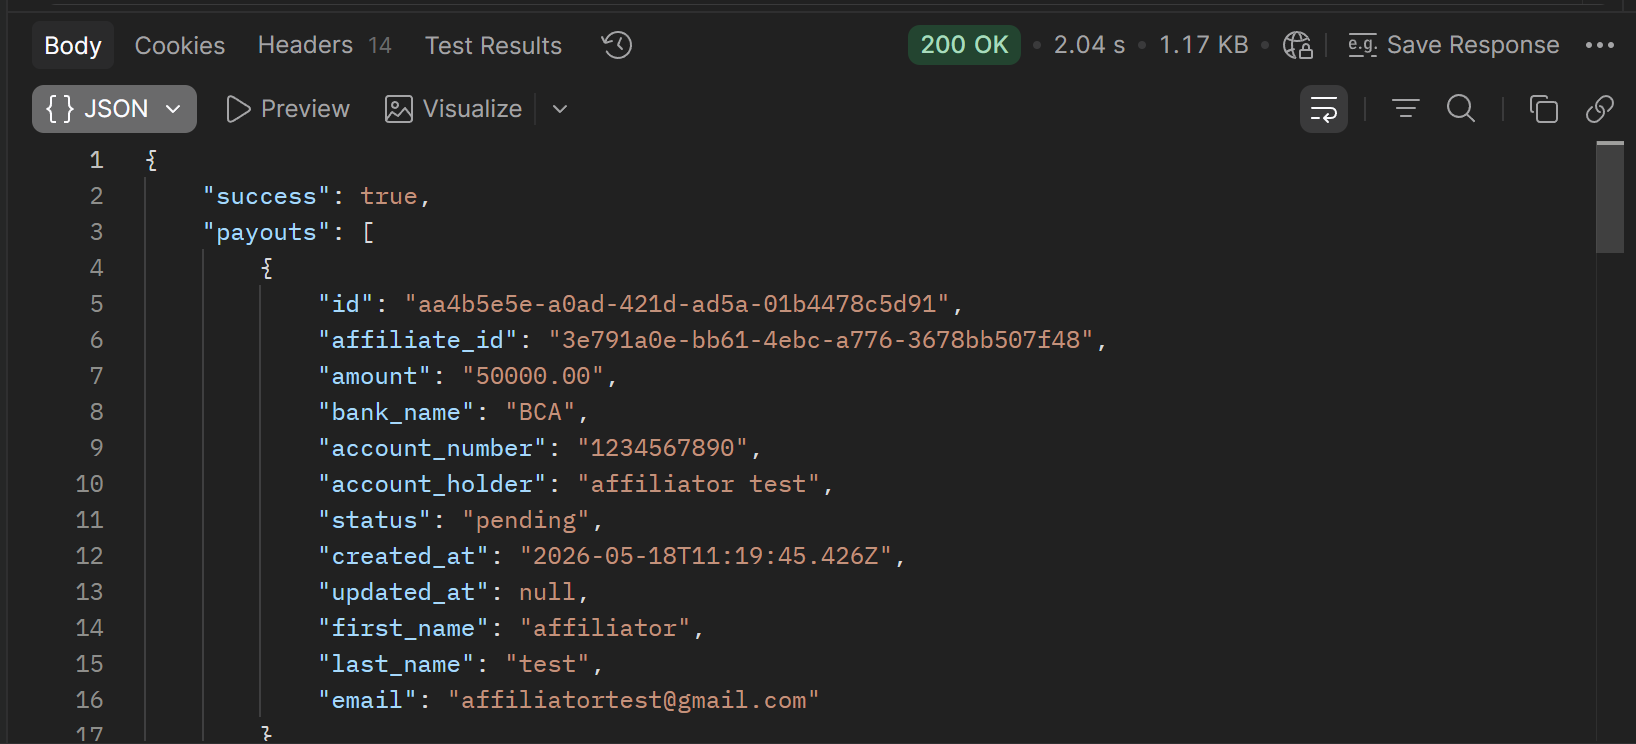 Body Cookies Headers 14 Test Results 200 OK 2.04 s 1.17 KB e.g. Save Response
{ } JSON Preview Visualize
1 {
2 "success": true,
3 "payouts": [
4 {
5 "id": "aa4b5e5e-a0ad-421d-ad5a-01b4478c5d91",
6 "affiliate_id": "3e791a0e-bb61-4ebc-a776-3678bb507f48",
7 "amount": "50000.00",
8 "bank_name": "BCA",
9 "account_number": "1234567890",
10 "account_holder": "affiliator test",
11 "status": "pending",
12 "created_at": "2026-05-18T11:19:45.426Z",
13 "updated_at": null,
14 "first_name": "affiliator",
15 "last_name": "test",
16 "email": "affiliatortest@gmail.com"
17 }